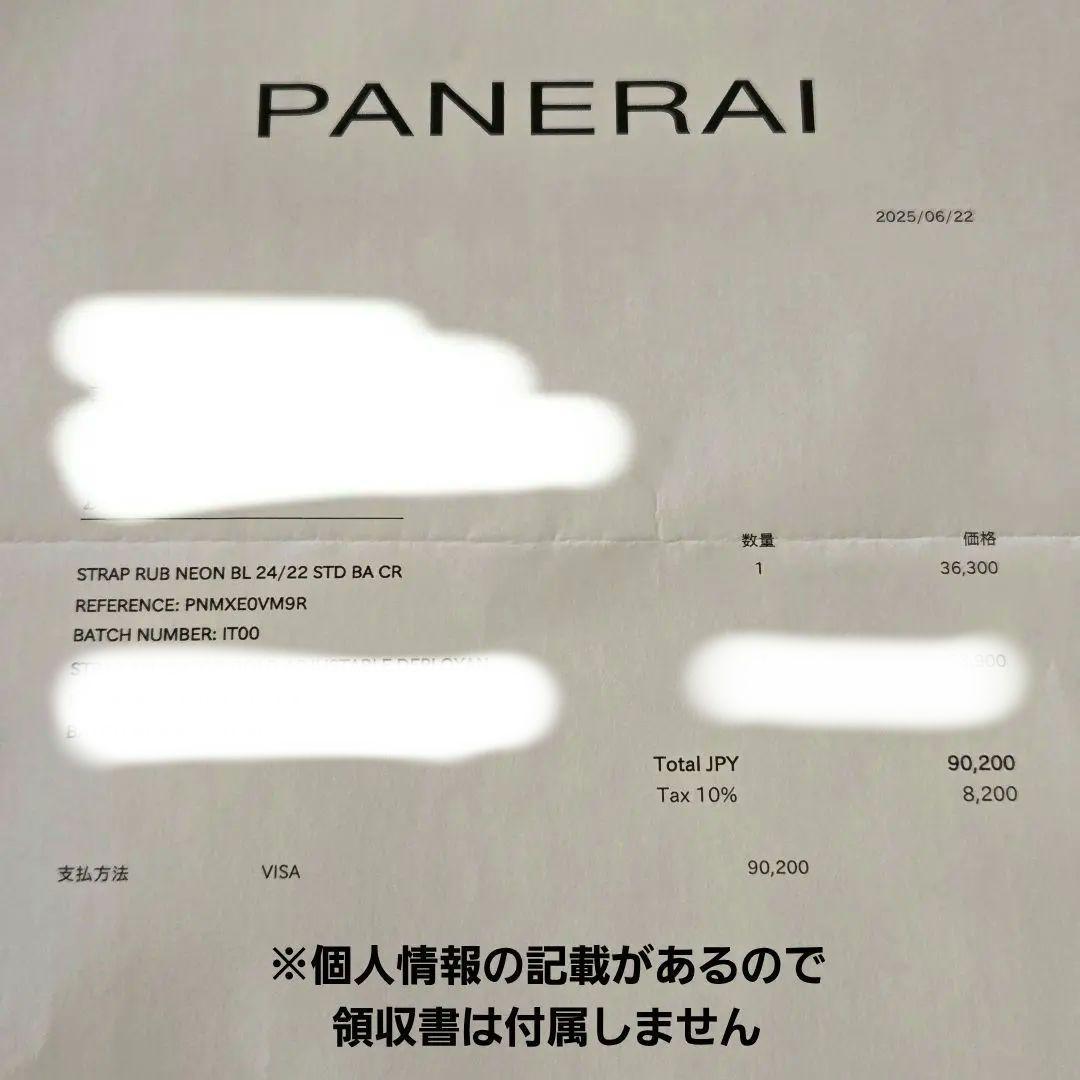 PANERAI
2025/06/22
数量 価格
STRAP RUB NEON BL 24/22 STD BA CR 1 36,300
REFERENCE: PNMXE0VM9R
BATCH NUMBER: IT00
Total JPY 90,200
Tax 10% 8,200
支払方法 VISA 90,200
※個人情報の記載があるので
領収書は付属しません